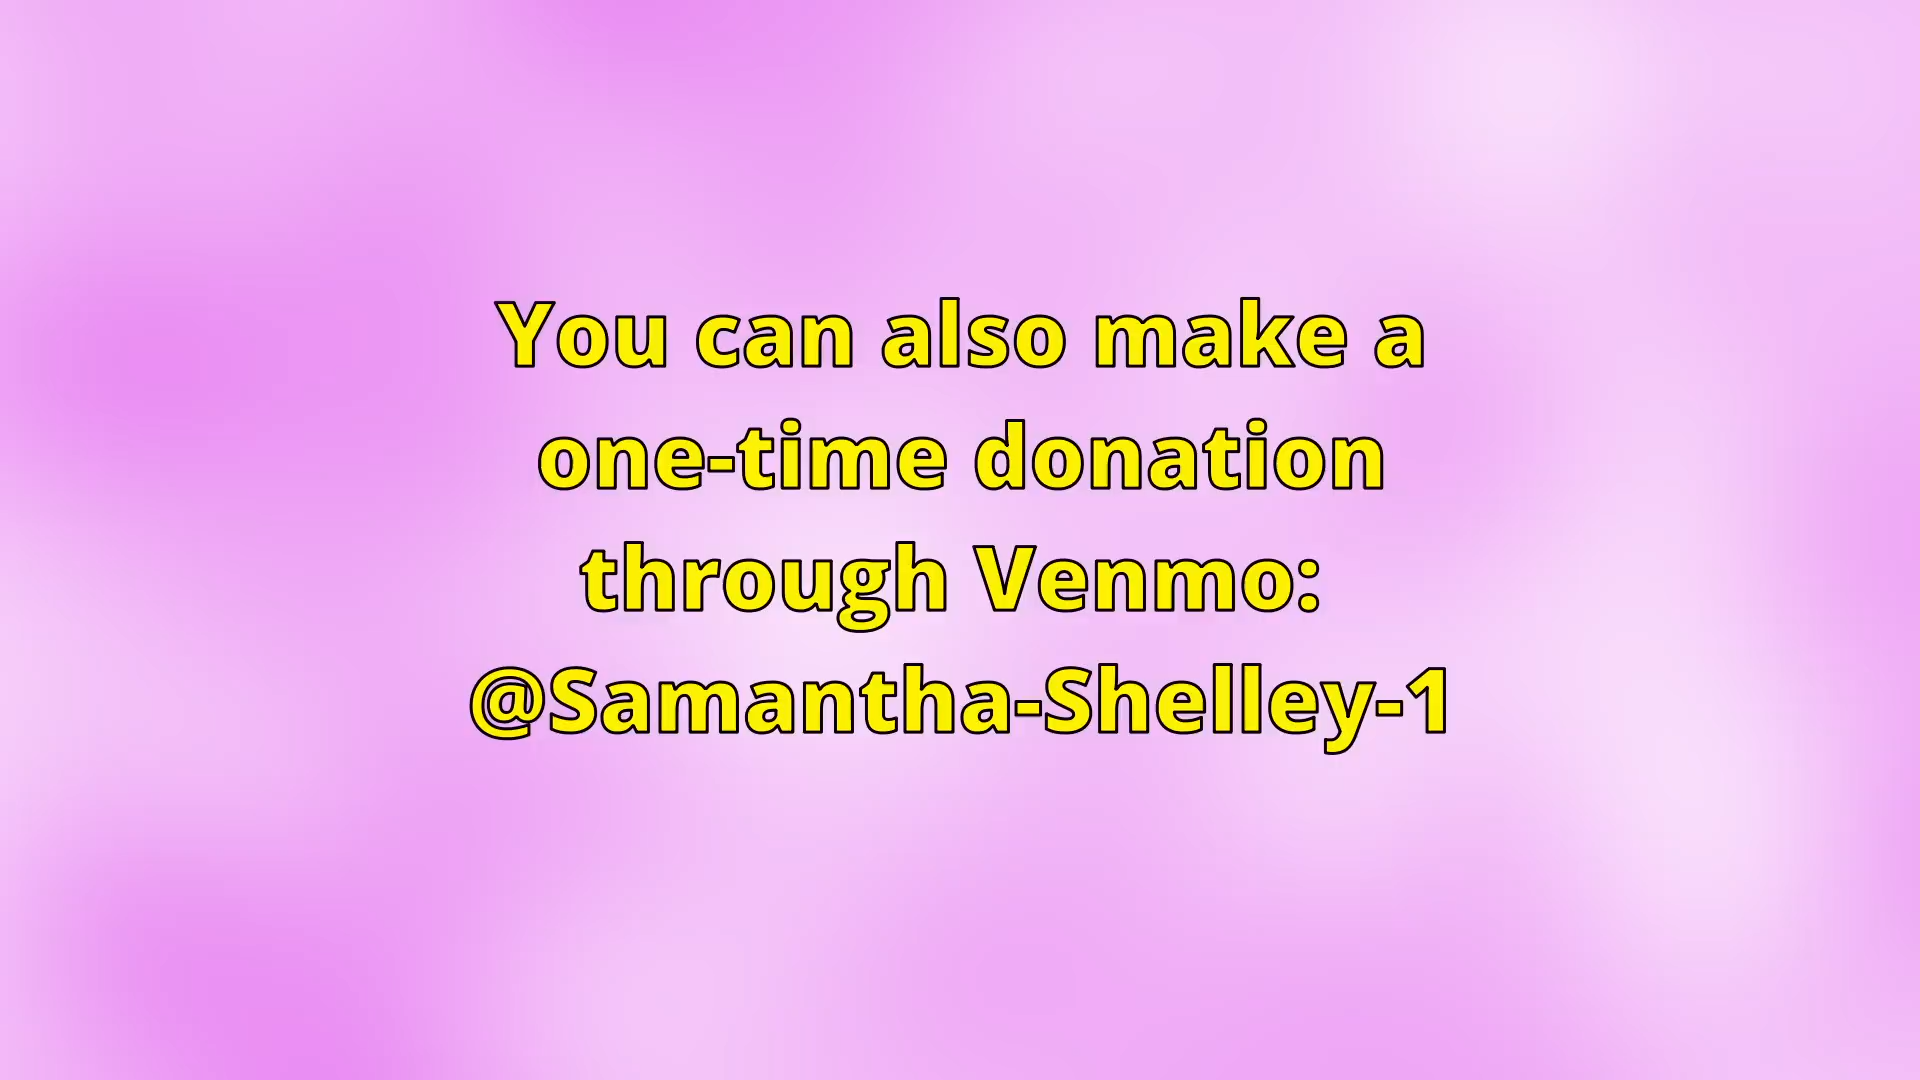 You can also make a
one-time donation
through Venmo:
@Samantha-Shelley-1